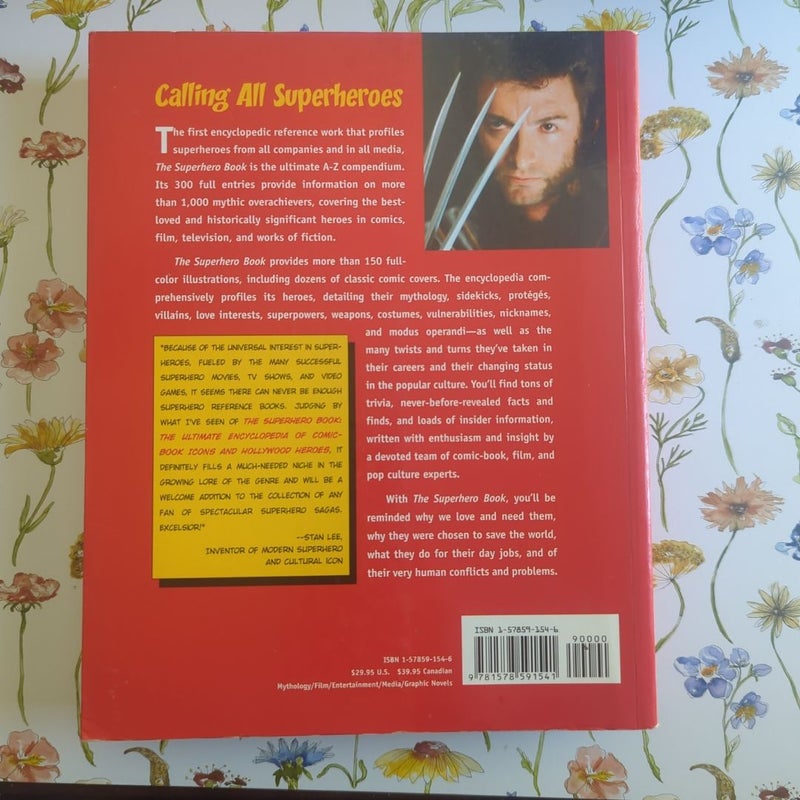 Calling All Superheroes
The first encyclopedic reference work that profiles
superheroes from all companies and in all media,
The Superhero Book is the ultimate A-Z compendium.
Its 300 full entries provide information on more
than 1,000 mythic overachievers, covering the best-
loved and historically significant heroes in comics,
film, television, and works of fiction.
The Superhero Book provides more than 150 full-
color illustrations, including dozens of classic comic covers. The encyclopedia com-
prehensively profiles its heroes, detailing their mythology, sidekicks, protégés,
villains, love interests, superpowers, weapons, costumes, vulnerabilities, nicknames,
and modus operandi—as well as the
many twists and turns they've taken in
their careers and their changing status
in the popular culture. You'll find tons of
trivia, never-before-revealed facts and
finds, and loads of insider information,
written with enthusiasm and insight by
a devoted team of comic-book, film, and
pop culture experts.
With The Superhero Book, you'll be
reminded why we love and need them,
why they were chosen to save the world,
what they do for their day jobs, and of
their very human conflicts and problems.
"BECAUSE OF THE UNIVERSAL INTEREST IN SUPER-
HEROES, FUELED BY THE MANY SUCCESSFUL
SUPERHERO MOVIES, TV SHOWS, AND VIDEO
GAMES, IT SEEMS THERE CAN NEVER BE ENOUGH
SUPERHERO REFERENCE BOOKS. JUDGING BY
WHAT I'VE SEEN OF THE SUPERHERO BOOK:
THE ULTIMATE ENCYCLOPEDIA OF COMIC-
BOOK ICONS AND HOLLYWOOD HEROES, IT
DEFINITELY FILLS A MUCH-NEEDED NICHE IN THE
GROWING LORE OF THE GENRE AND WILL BE A
WELCOME ADDITION TO THE COLLECTION OF ANY
FAN OF SPECTACULAR SUPERHERO SAGAS.
EXCELSIOR!"
--STAN LEE,
INVENTOR OF MODERN SUPERHERO
AND CULTURAL ICON
ISBN 1-57859-154-6
$29.95 U.S. $39.95 Canadian
Mythology/Film/Entertainment/Media/Graphic Novels
ISBN 1-57859-154-6
90000
9 781578 591541